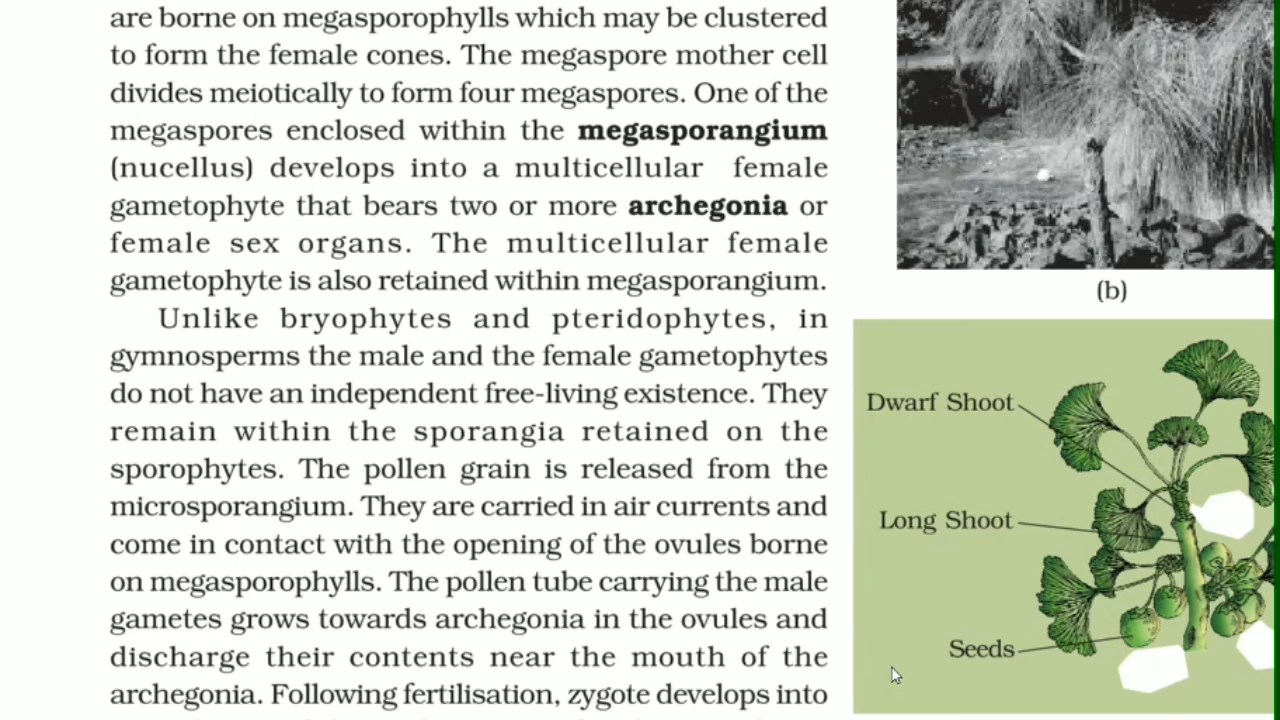 are borne on megasporophylls which may be clustered
to form the female cones. The megaspore mother cell
divides meiotically to form four megaspores. One of the
megaspores enclosed within the megasporangium
(nucellus) develops into a multicellular female
gametophyte that bears two or more archegonia or
female sex organs. The multicellular female
gametophyte is also retained within megasporangium.
Unlike bryophytes and pteridophytes, in
gymnosperms the male and the female gametophytes
do not have an independent free-living existence. They
remain within the sporangia retained on the
sporophytes. The pollen grain is released from the
microsporangium. They are carried in air currents and
come in contact with the opening of the ovules borne
on megasporophylls. The pollen tube carrying the male
gametes grows towards archegonia in the ovules and
discharge their contents near the mouth of the
archegonia. Following fertilisation, zygote develops into
(b)
Dwarf Shoot
Long Shoot
Seeds